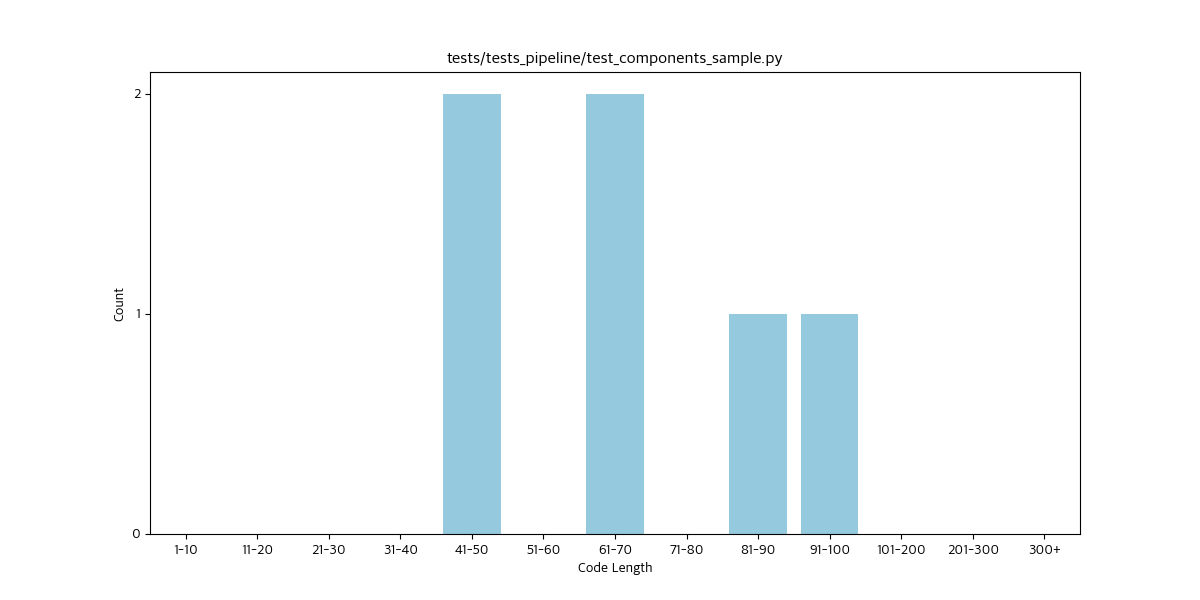 tests/tests_pipeline/test_components_sample.py
2
1
0
Count
1-10 11-20 21-30 31-40 41-50 51-60 61-70 71-80 81-90 91-100 101-200 201-300 300+
Code Length